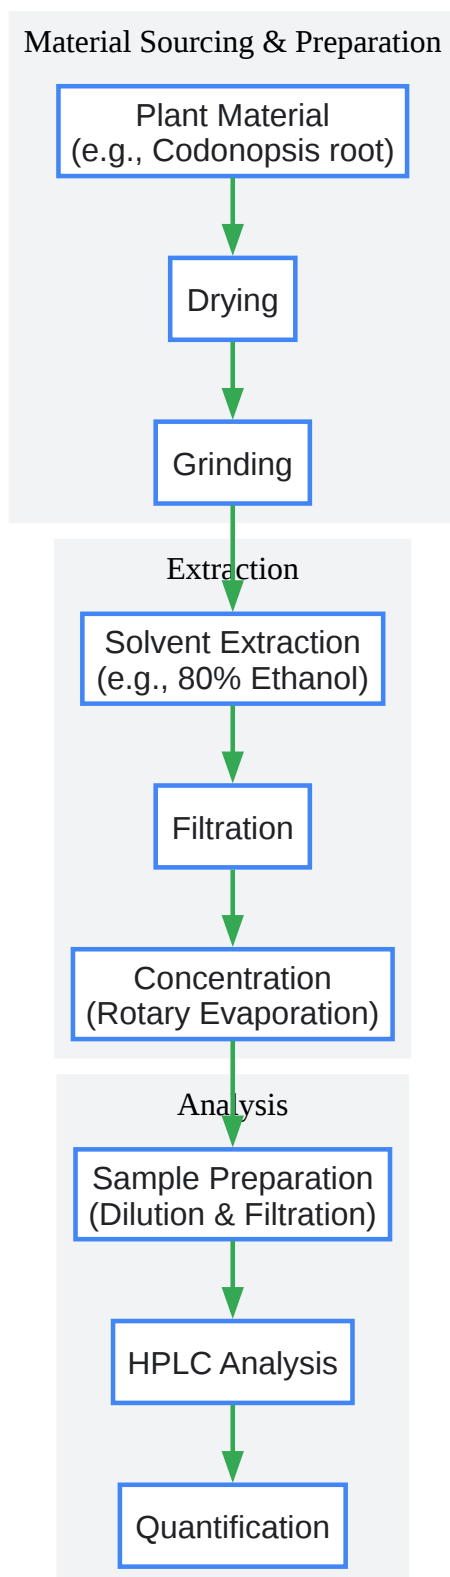 Material Sourcing & Preparation
Plant Material
(e.g., Codonopsis root)
Drying
Grinding
Extraction
Solvent Extraction
(e.g., 80% Ethanol)
Filtration
Concentration
(Rotary Evaporation)
Analysis
Sample Preparation
(Dilution & Filtration)
HPLC Analysis
Quantification